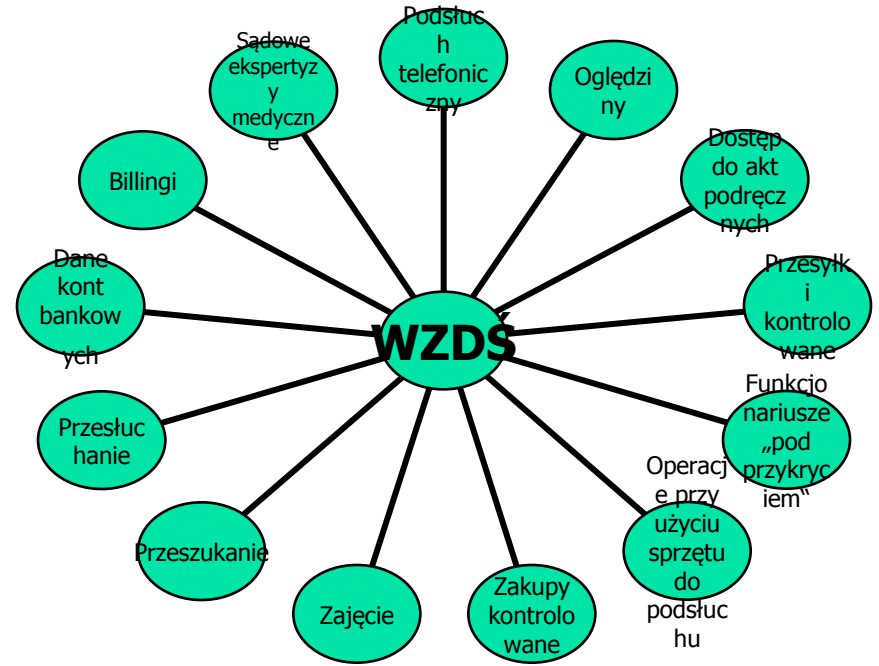 Podsłuc
h
telefonic
zny
Oględzi
ny
Dostęp
do akt
podręcz
nych
Przesyłk
i
kontrolo
wane
Funkcjo
nariusze
„pod
przykryc
iem“
Operacj
e przy
użyciu
sprzętu
do
podsłuc
hu
Zakupy
kontrolo
wane
Zajęcie
Przeszukanie
Przesłuc
hanie
Dane
kont
bankow
ych
Billingi
Sądowe
ekspertyz
y
medyczn
e
WZDŚ